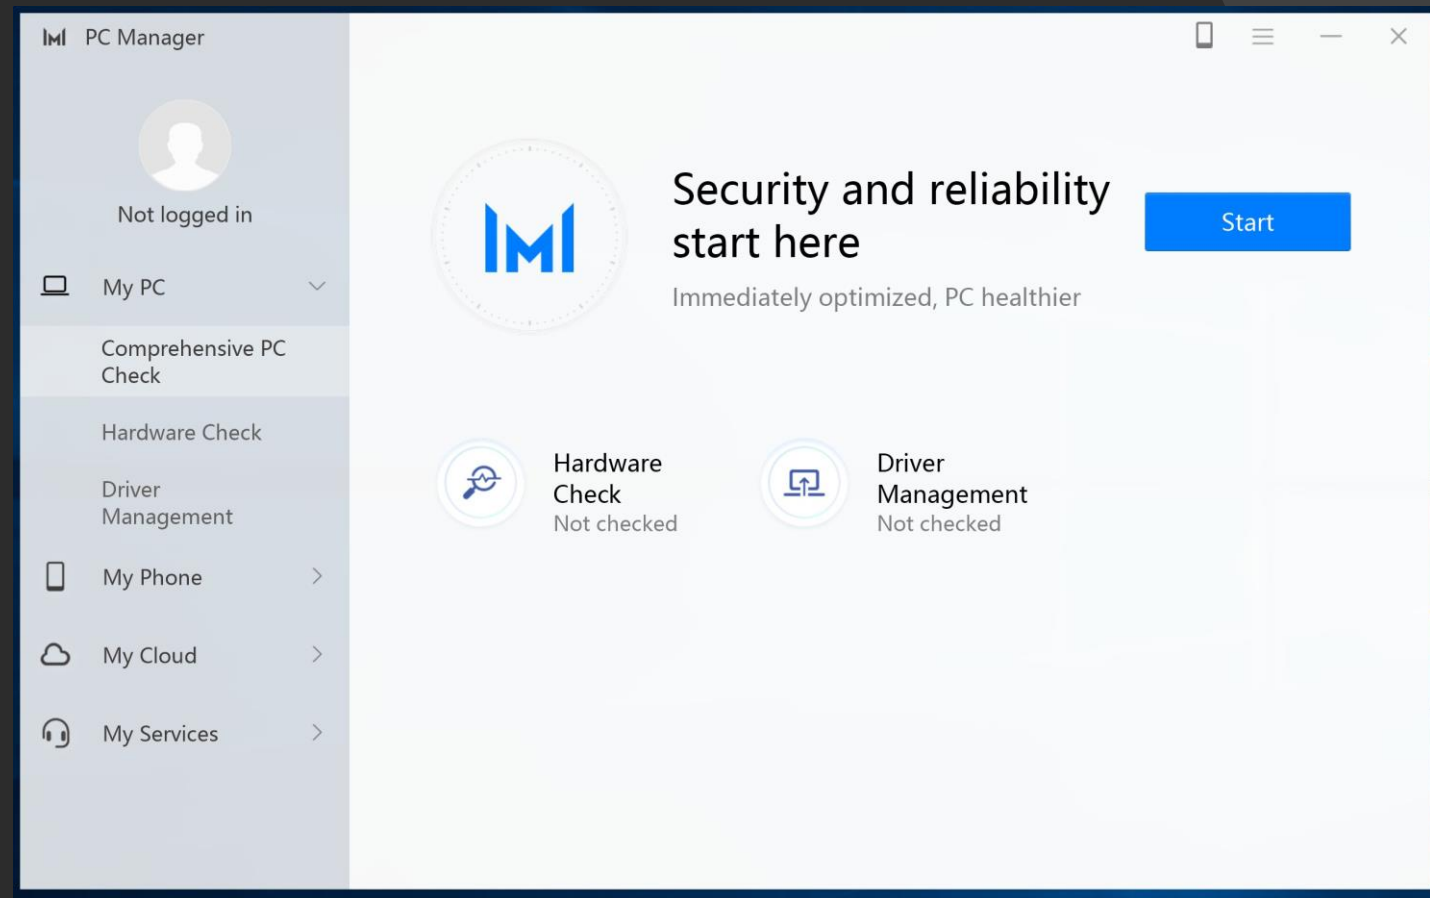 PC Manager
Not logged in
My PC
Comprehensive PC
Check
Hardware Check
Driver
Management
My Phone
My Cloud
My Services
Security and reliability
start here
Immediately optimized, PC healthier
Start
Hardware
Check
Not checked
Driver
Management
Not checked